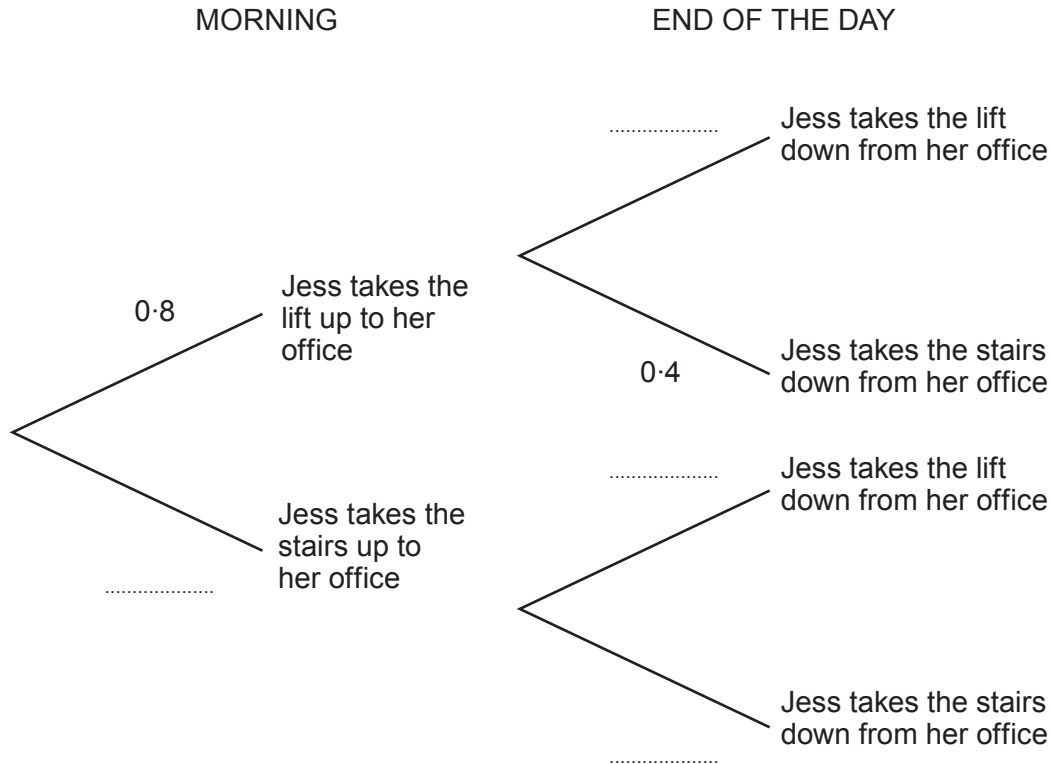 MORNING
END OF THE DAY
....................
Jess takes the lift
down from her office
0·8
Jess takes the
lift up to her
office
0·4
Jess takes the stairs
down from her office
....................
Jess takes the lift
down from her office
Jess takes the
stairs up to
her office
....................
Jess takes the stairs
down from her office
....................